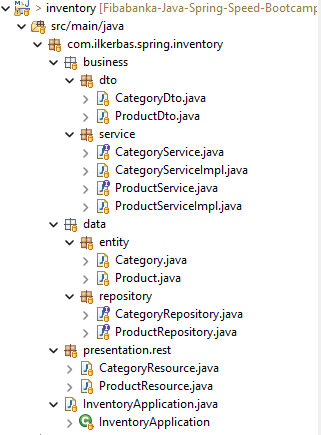 inventory [Fibabanka-Java-Spring-Speed-Bootcamp
src/main/java
com.ilkerbas.spring.inventory
business
dto
CategoryDto.java
ProductDto.java
service
CategoryService.java
CategoryServiceImpl.java
ProductService.java
ProductServiceImpl.java
data
entity
Category.java
Product.java
repository
CategoryRepository.java
ProductRepository.java
presentation.rest
CategoryResource.java
ProductResource.java
InventoryApplication.java
InventoryApplication